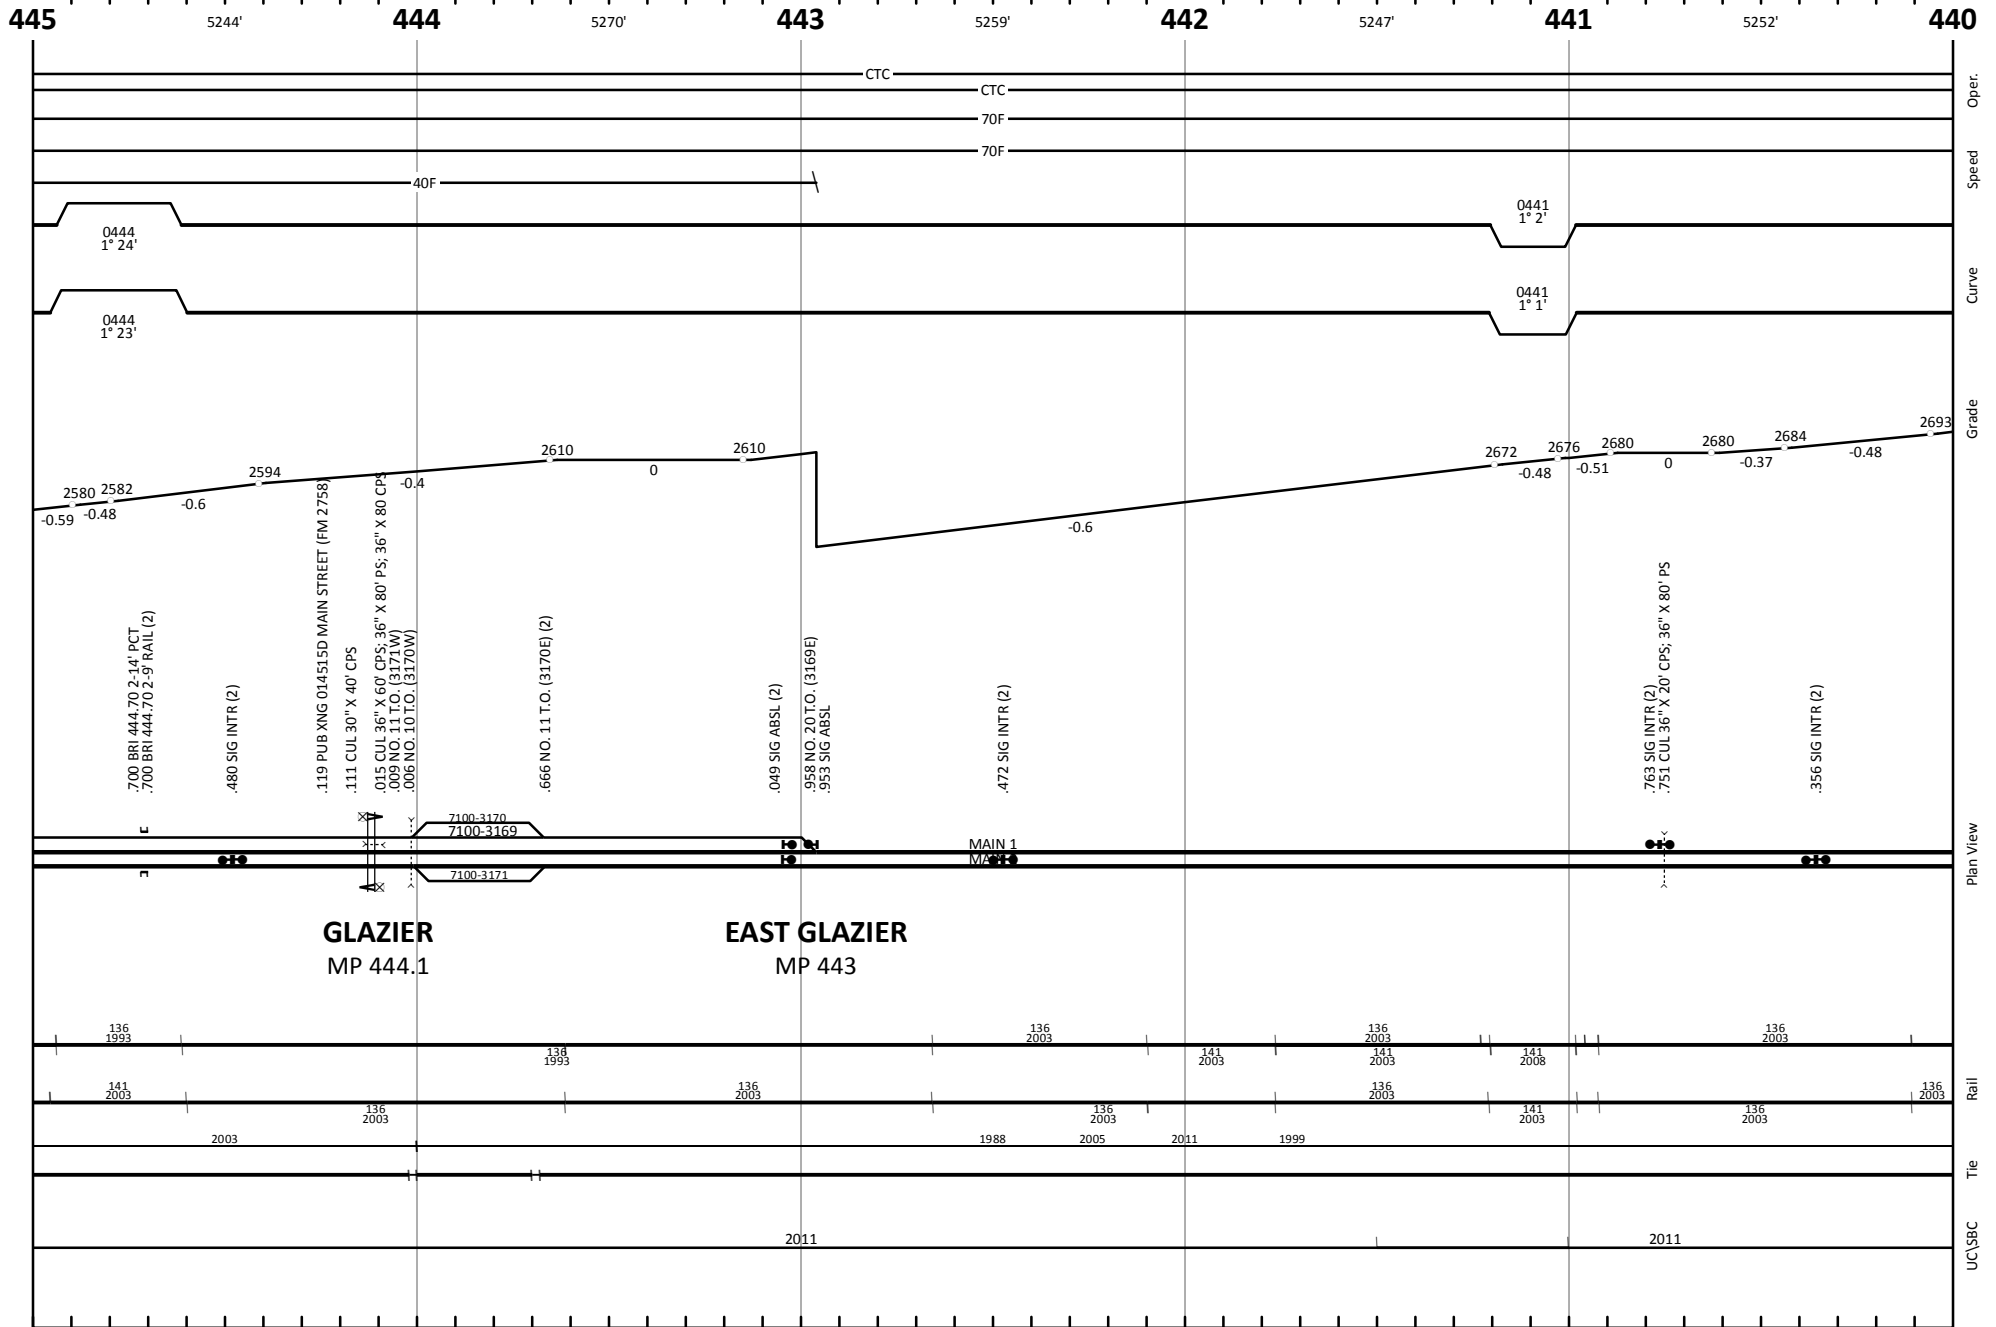 445 5244' 444 5270' 443 5259' 442 5247' 441 5252' 440
CTC
CTC
Oper.
70F
70F
Speed
40F
0444
1° 24'
0441
1° 2'
Curve
0444
1° 23'
0441
1° 1'
Grade
2580 2582 2594 2610 2610 2672 2676 2680 2680 2684 2693
-0.59 -0.48 -0.6 -0.4 0 -0.6 -0.48 -0.51 0 -0.37 -0.48
.700 BRI 444.70 2-14' PCT
.700 BRI 444.70 2-9' RAIL (2)
.480 SIG INTR (2)
.119 PUB XNG 014515D MAIN STREET (FM 2758)
.111 CUL 30" X 40' CPS
.015 CUL 36" X 60' CPS; 36" X 80' PS; 36" X 80 CPS
.009 NO. 11 T.O. (3171W)
.006 NO. 10 T.O. (3170W)
.666 NO. 11 T.O. (3170E) (2)
.049 SIG ABSL (2)
.958 NO. 20 T.O. (3169E)
.953 SIG ABSL
.472 SIG INTR (2)
.763 SIG INTR (2)
.751 CUL 36" X 20' CPS; 36" X 80' PS
.356 SIG INTR (2)
7100-3170
7100-3169
MAIN 1
7100-3171
Plan View
GLAZIER
MP 444.1
EAST GLAZIER
MP 443
136
1993
136
1993
136
2003
141
2003
136
2003
141
2003
141
2008
136
2003
Rail
141
2003
136
2003
136
2003
136
2003
136
2003
141
2003
136
2003
136
2003
2003 1988 2005 2011 1999
Tie
2011 2011
UC\SBC